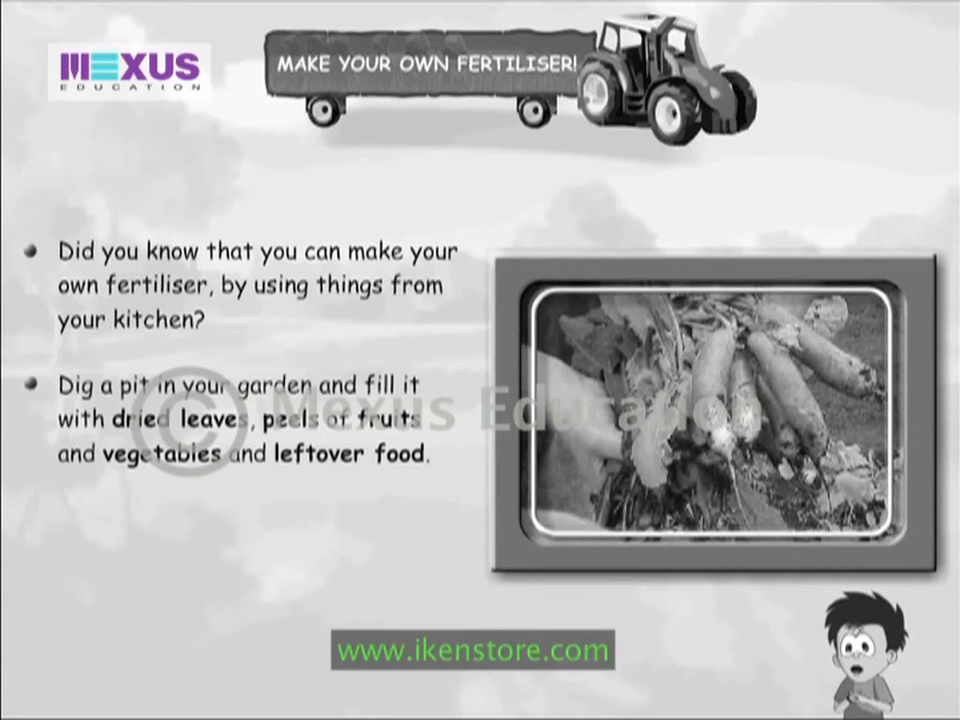 MEXUS
EDUCATION
MAKE YOUR OWN FERTILISER!
Did you know that you can make your
own fertiliser, by using things from
your kitchen?
Dig a pit in your garden and fill it
with dried leaves, peels of fruits
and vegetables and leftover food.
© Mexus Education
www.ikenstore.com